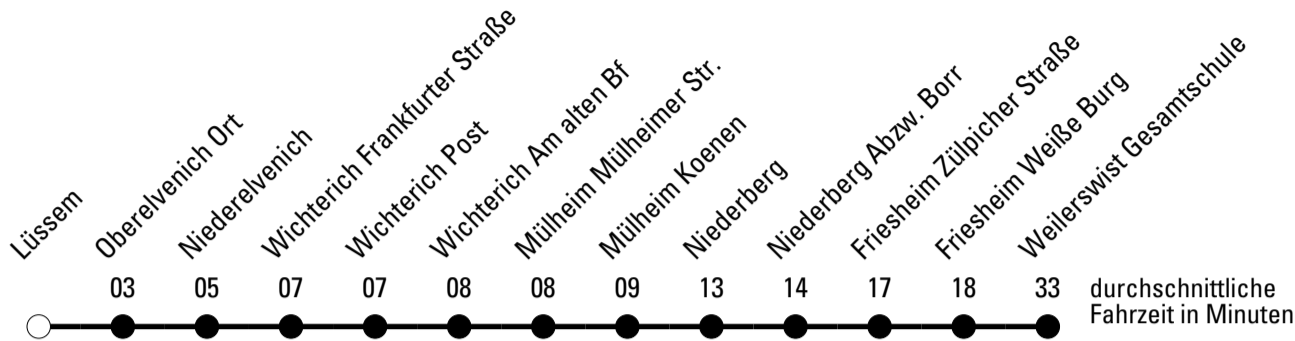 Lüssem
Oberelvenich Ort
Niederelvenich
Wichterich Frankfurter Straße
Wichterich Post
Wichterich Am alten Bf
Mülheim Mülheimer Str.
Mülheim Koenen
Niederberg
Niederberg Abzw. Borr
Friesheim Zülpicher Straße
Friesheim Weiße Burg
Weilerswist Gesamtschule
03 05 07 07 08 08 09 13 14 17 18 33
durchschnittliche
Fahrzeit in Minuten